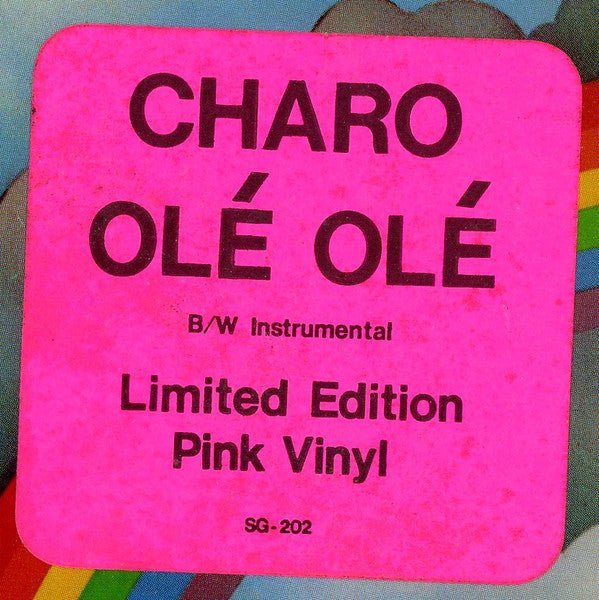 CHARO
OLÉ OLÉ
B/W Instrumental
Limited Edition
Pink Vinyl
SG-202